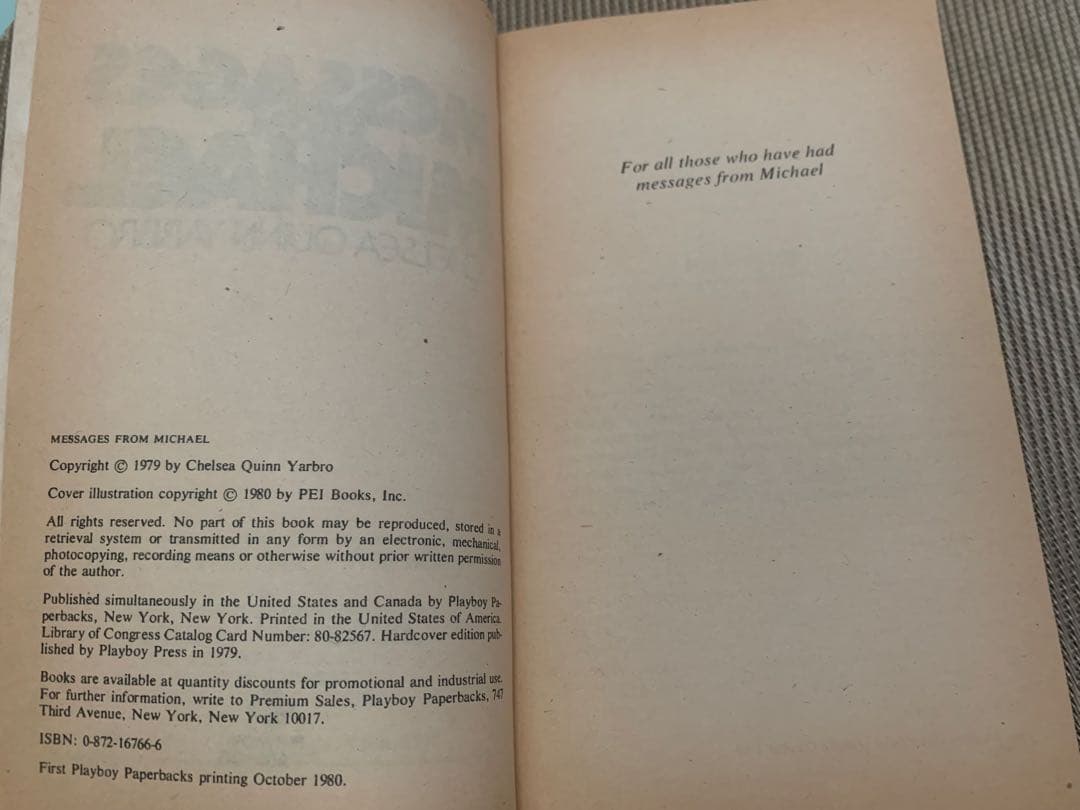 MESSAGES FROM MICHAEL
Copyright © 1979 by Chelsea Quinn Yarbro
Cover illustration copyright © 1980 by PEI Books, Inc.
All rights reserved. No part of this book may be reproduced, stored in a
retrieval system or transmitted in any form by an electronic, mechanical,
photocopying, recording means or otherwise without prior written permission
of the author.
Published simultaneously in the United States and Canada by Playboy Pa-
perbacks, New York, New York. Printed in the United States of America.
Library of Congress Catalog Card Number: 80-82567. Hardcover edition pub-
lished by Playboy Press in 1979.
Books are available at quantity discounts for promotional and industrial use.
For further information, write to Premium Sales, Playboy Paperbacks, 747
Third Avenue, New York, New York 10017.
ISBN: 0-872-16766-6
First Playboy Paperbacks printing October 1980.
For all those who have had
messages from Michael